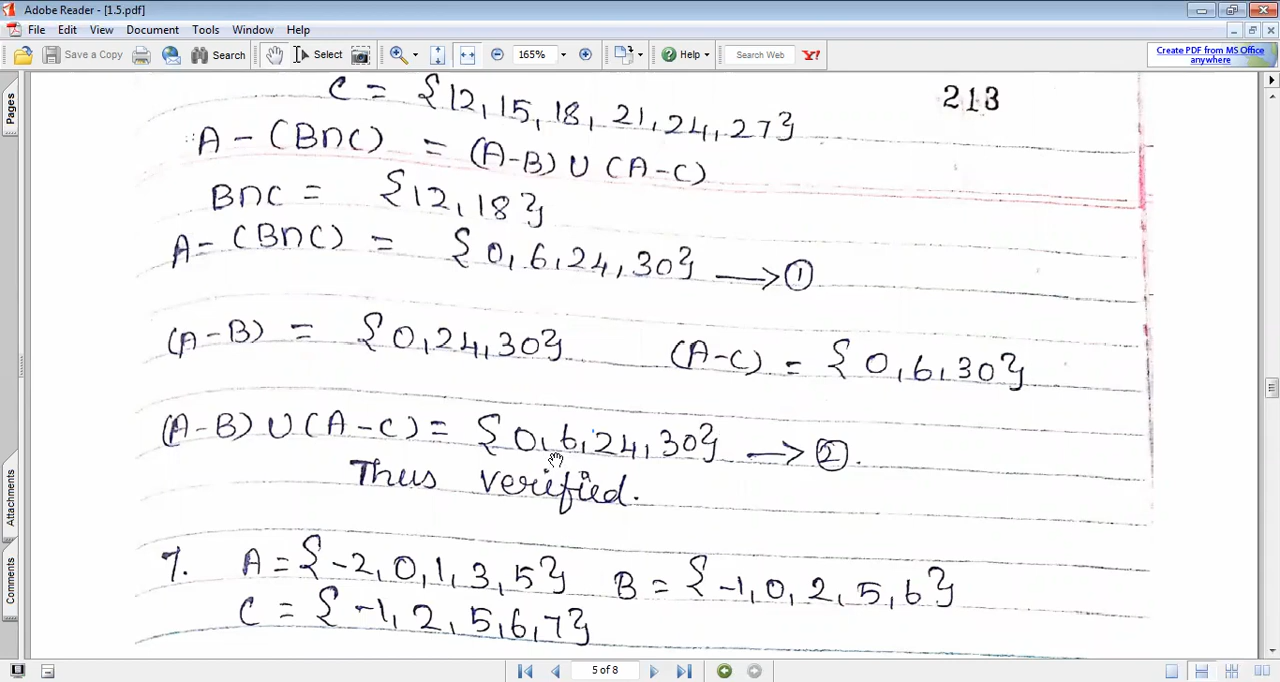 Adobe Reader - [1.5.pdf]
File Edit View Document Tools Window Help
Save a Copy Search Select 165% Help Search Web Y! Create PDF from MS Office anywhere
Pages
Attachments
Comments
C = {12, 15, 18, 21, 24, 27} 213
A - (B∩C) = (A-B) ∪ (A-C)
B∩C = {12, 18}
A - (B∩C) = {0, 6, 24, 30} → ①
(A-B) = {0, 24, 30} (A-C) = {0, 6, 30}
(A-B) ∪ (A-C) = {0, 6, 24, 30} → ②.
Thus verified.
7. A = {-2, 0, 1, 3, 5} B = {-1, 0, 2, 5, 6}
C = {-1, 2, 5, 6, 7}
5 of 8